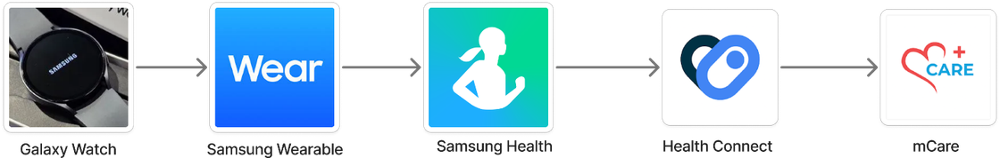 SAMSUNG
Wear
CARE
Galaxy Watch
Samsung Wearable
Samsung Health
Health Connect
mCare